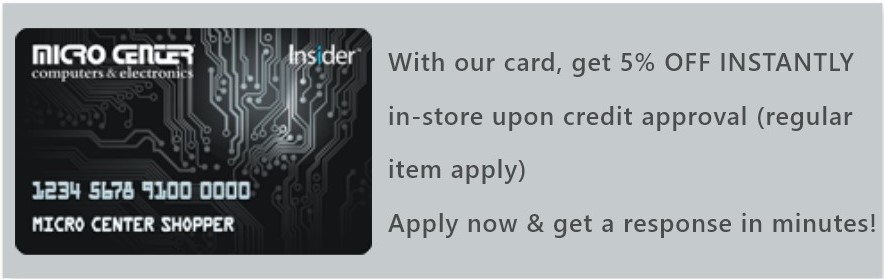 MICRO CENTER
computers & electronics
Insider
1234 5678 9100 0000
MICRO CENTER SHOPPER
With our card, get 5% OFF INSTANTLY
in-store upon credit approval (regular
item apply)
Apply now & get a response in minutes!